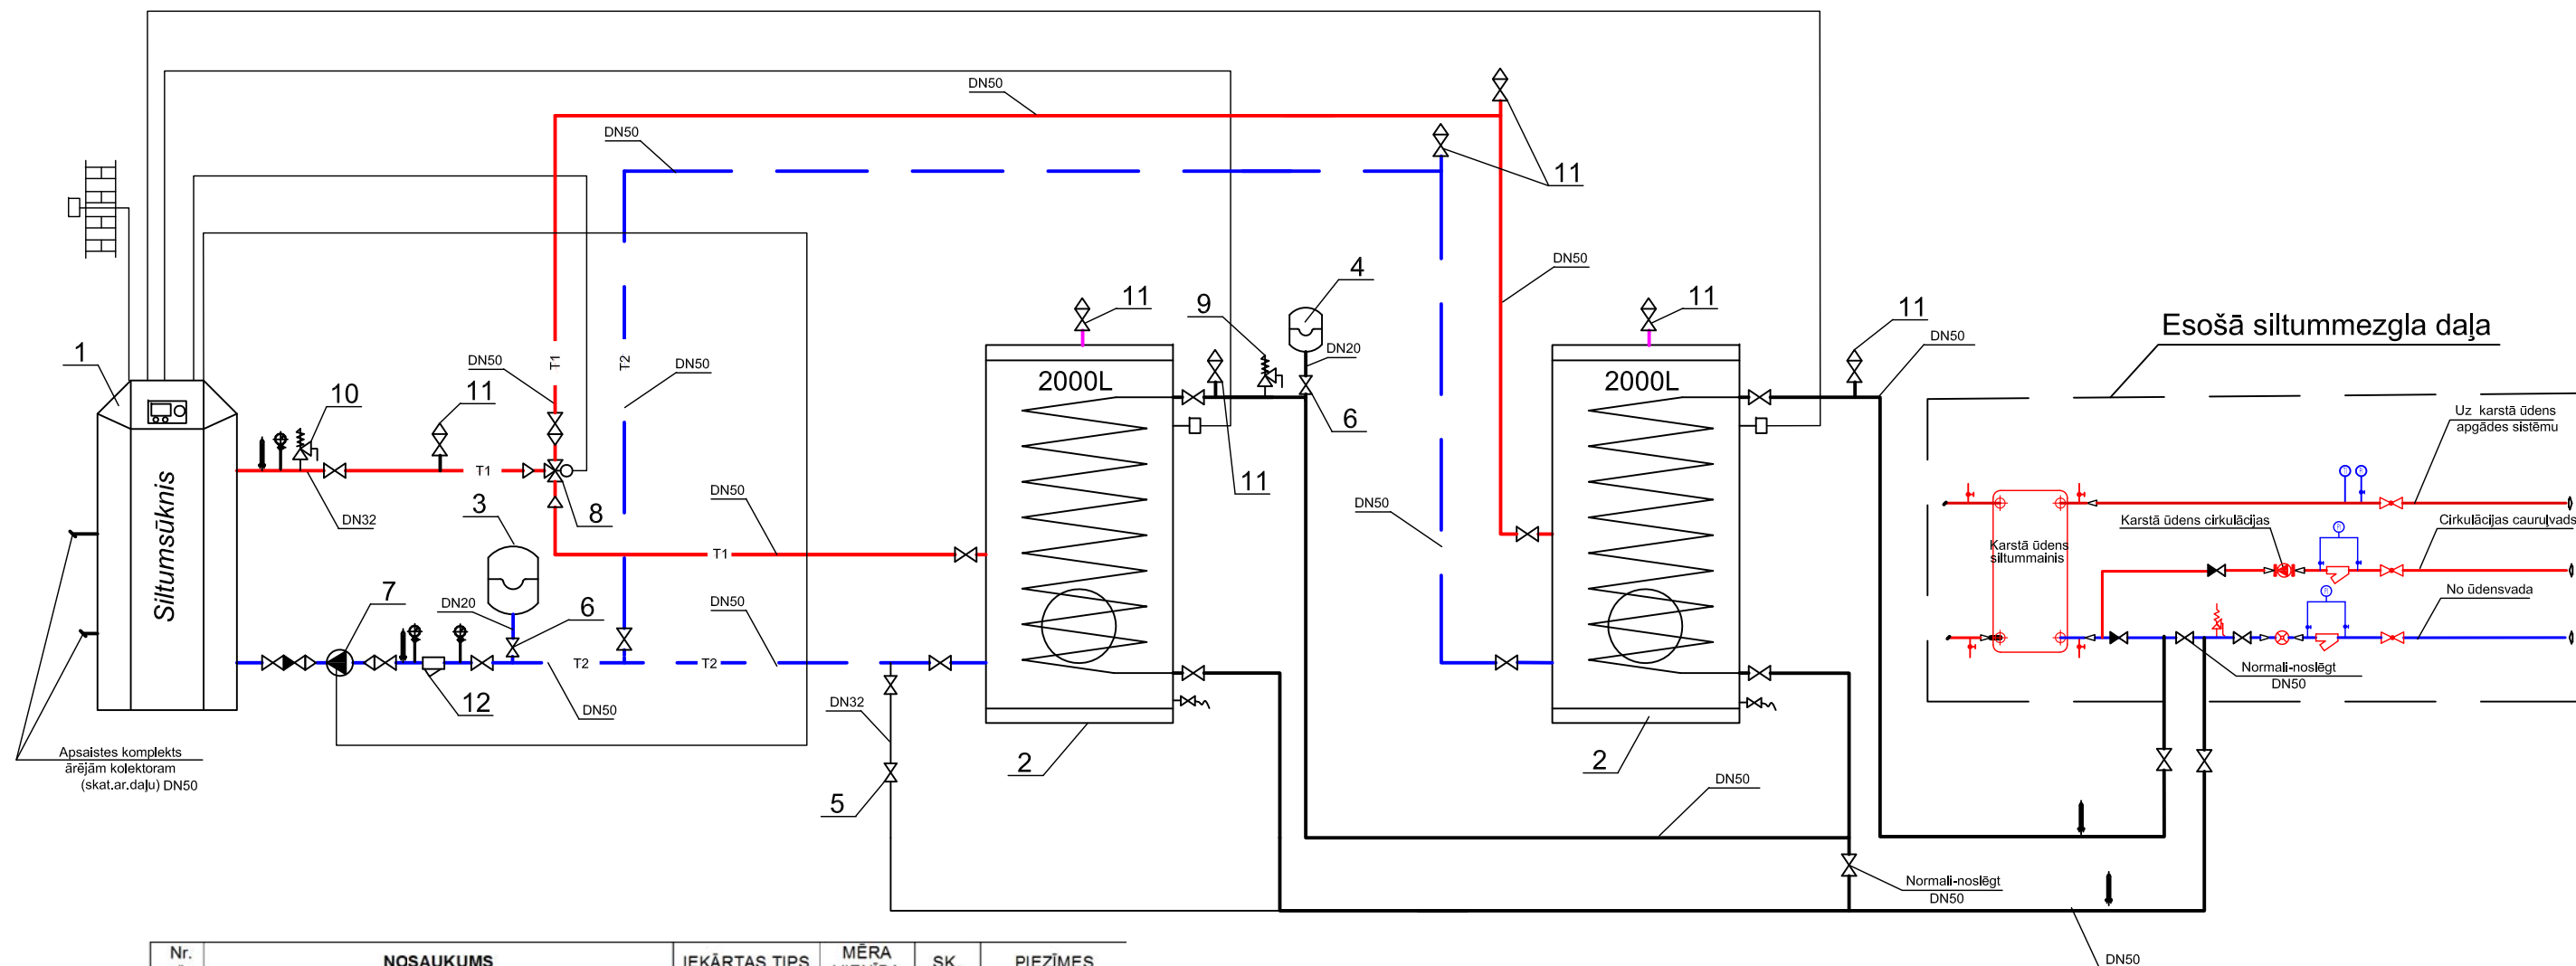 DN50
DN50
11
DN50
4
11
9
11
11
Esošā siltummezgla daļa
DN50
DN20
1
DN50
T1
T2
DN50
2000L
2000L
10
11
6
Uz karstā ūdens
apgādes sistēmu
T1
11
DN50
DN32
8
3
DN50
Siltumsūknis
Karstā ūdens cirkulācijas
Cirkulācijas cauruļvads
Karstā ūdens
siltummainis
T1
7
DN20
6
DN50
No ūdensvada
T2
T2
Normali-noslēgt
DN50
12
DN50
DN32
Apsaistes komplekts
ārējām kolektoram
(skat.ar.daļu) DN50
2
2
5
DN50
Normali-noslēgt
DN50
DN50
Nr.
NOSAUKUMS
IEKĀRTAS TIPS
MĒRA
SK.
PIEZĪMES